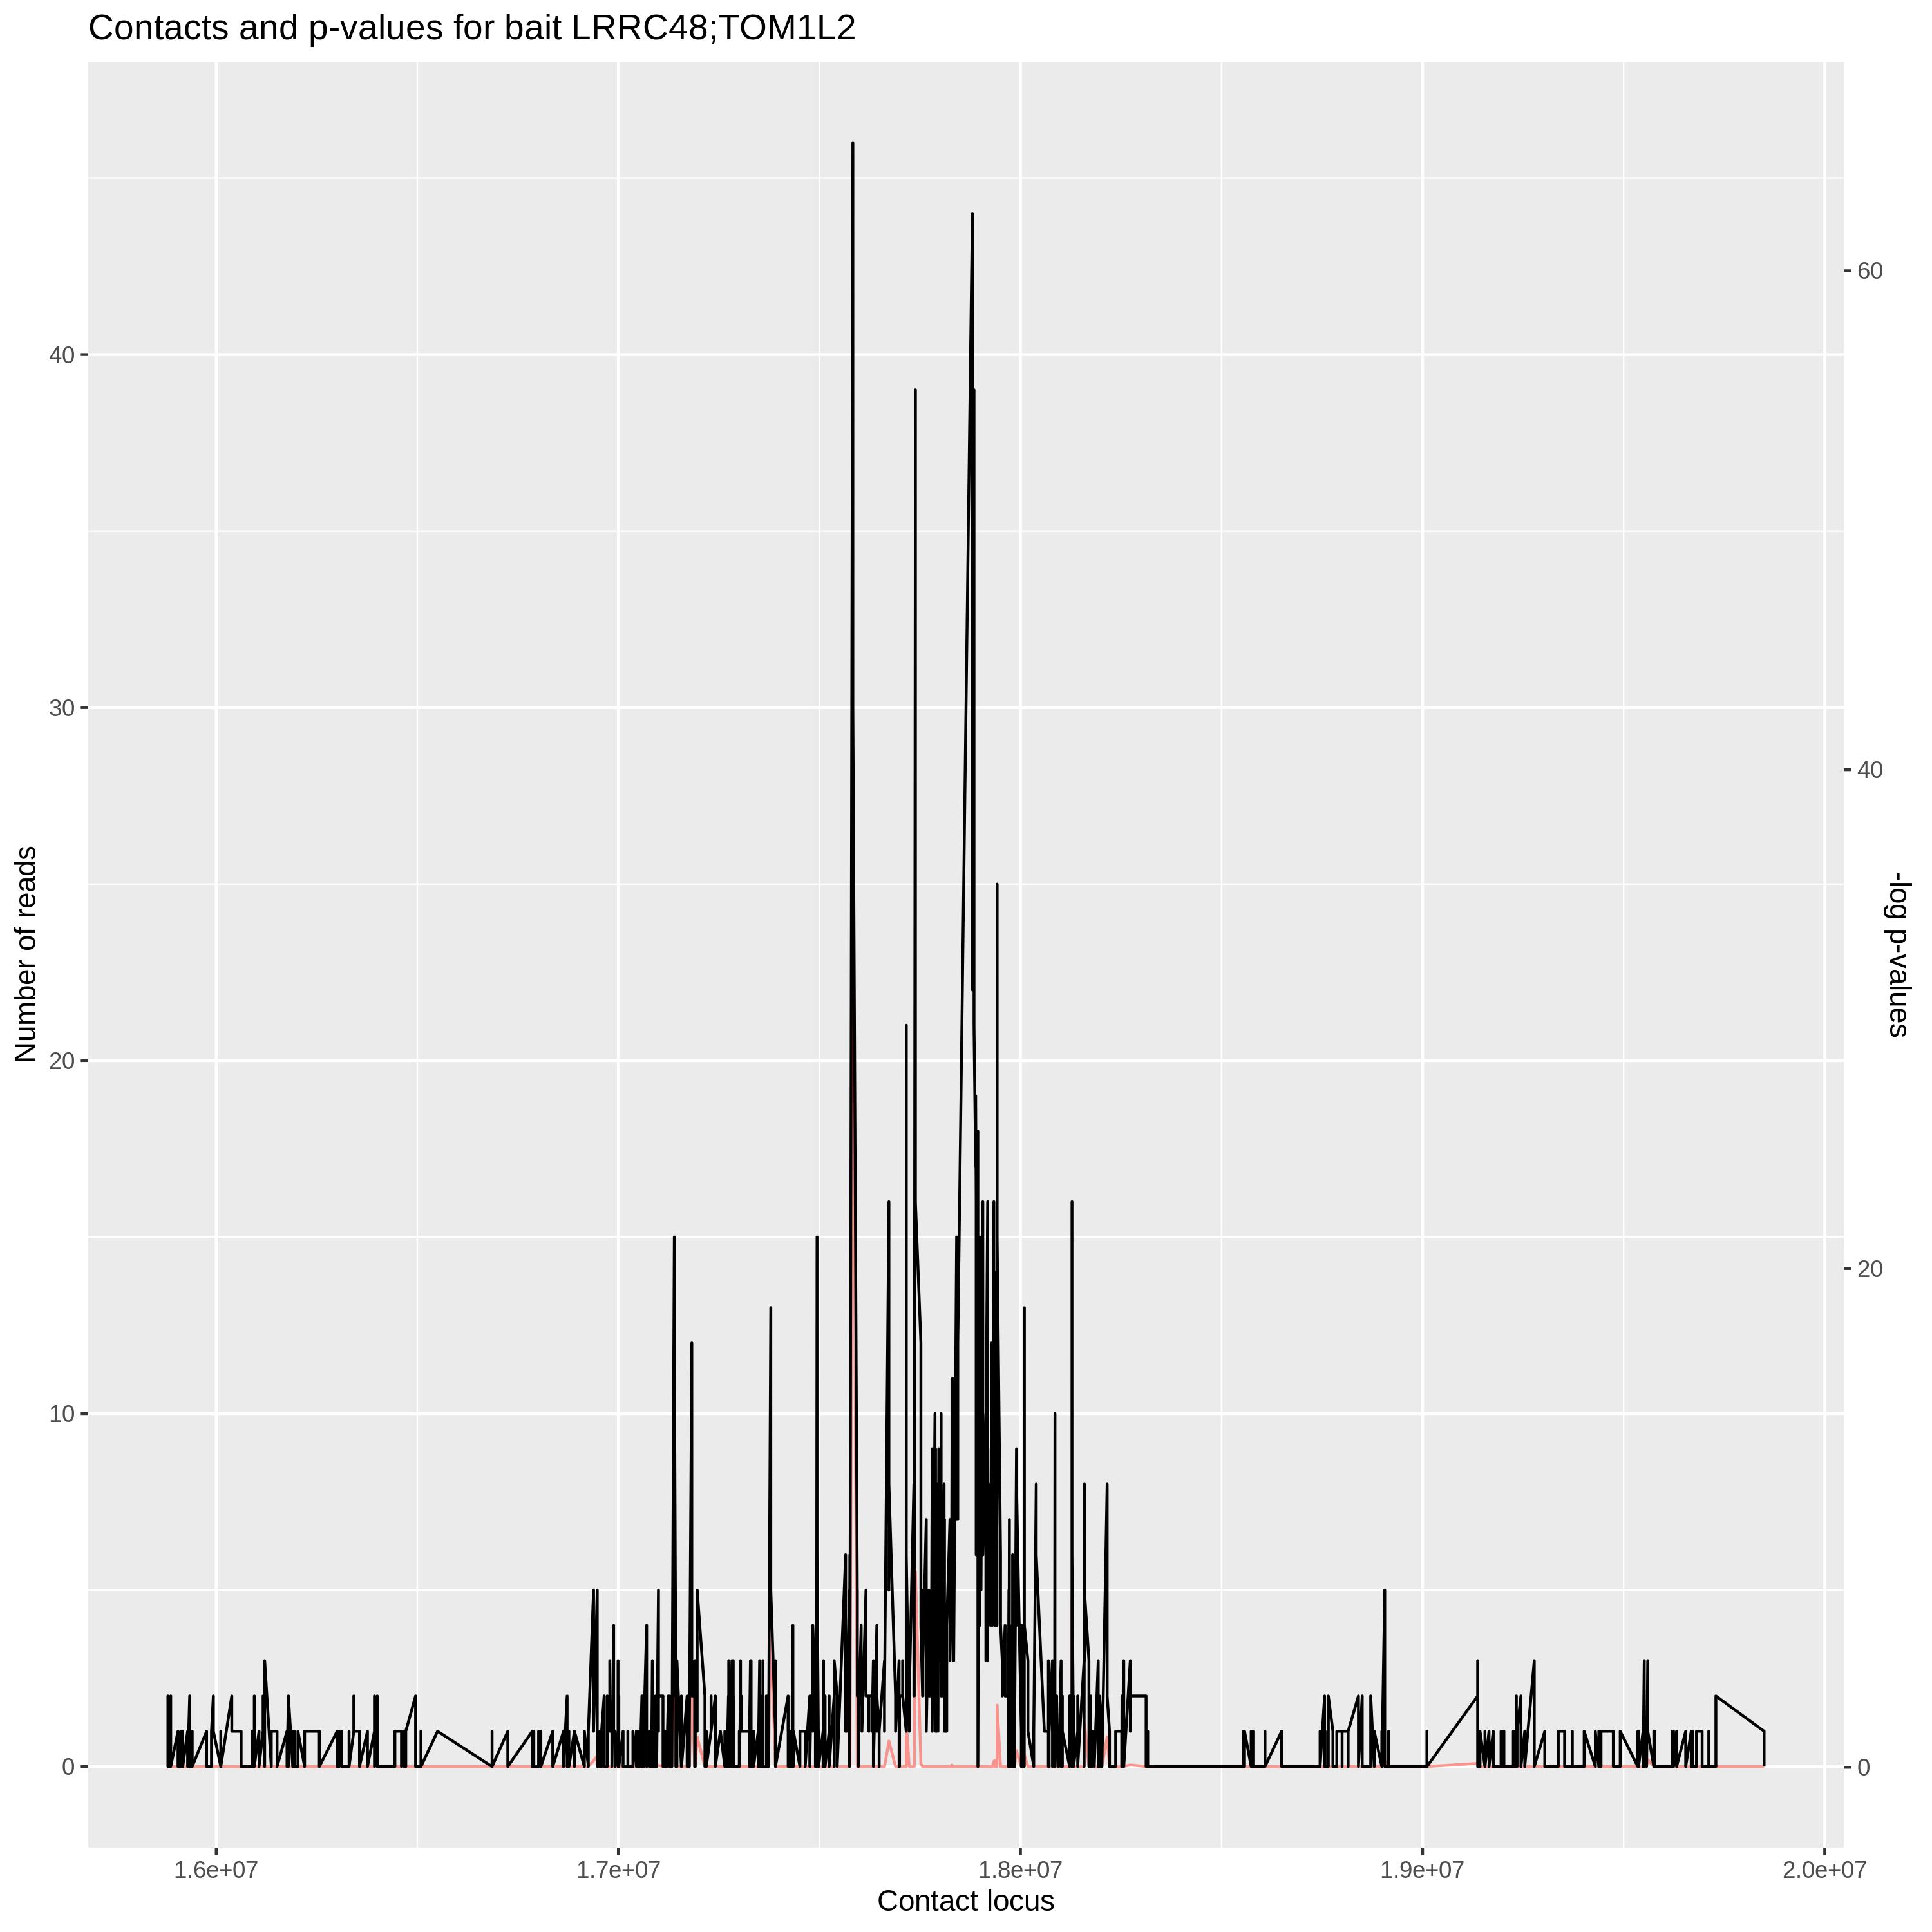 Contacts and p-values for bait LRRC48;TOM1L2
Number of reads
40
30
20
10
0
60
40
20
0
-log p-values
1.6e+07 1.7e+07 1.8e+07 1.9e+07 2.0e+07
Contact locus